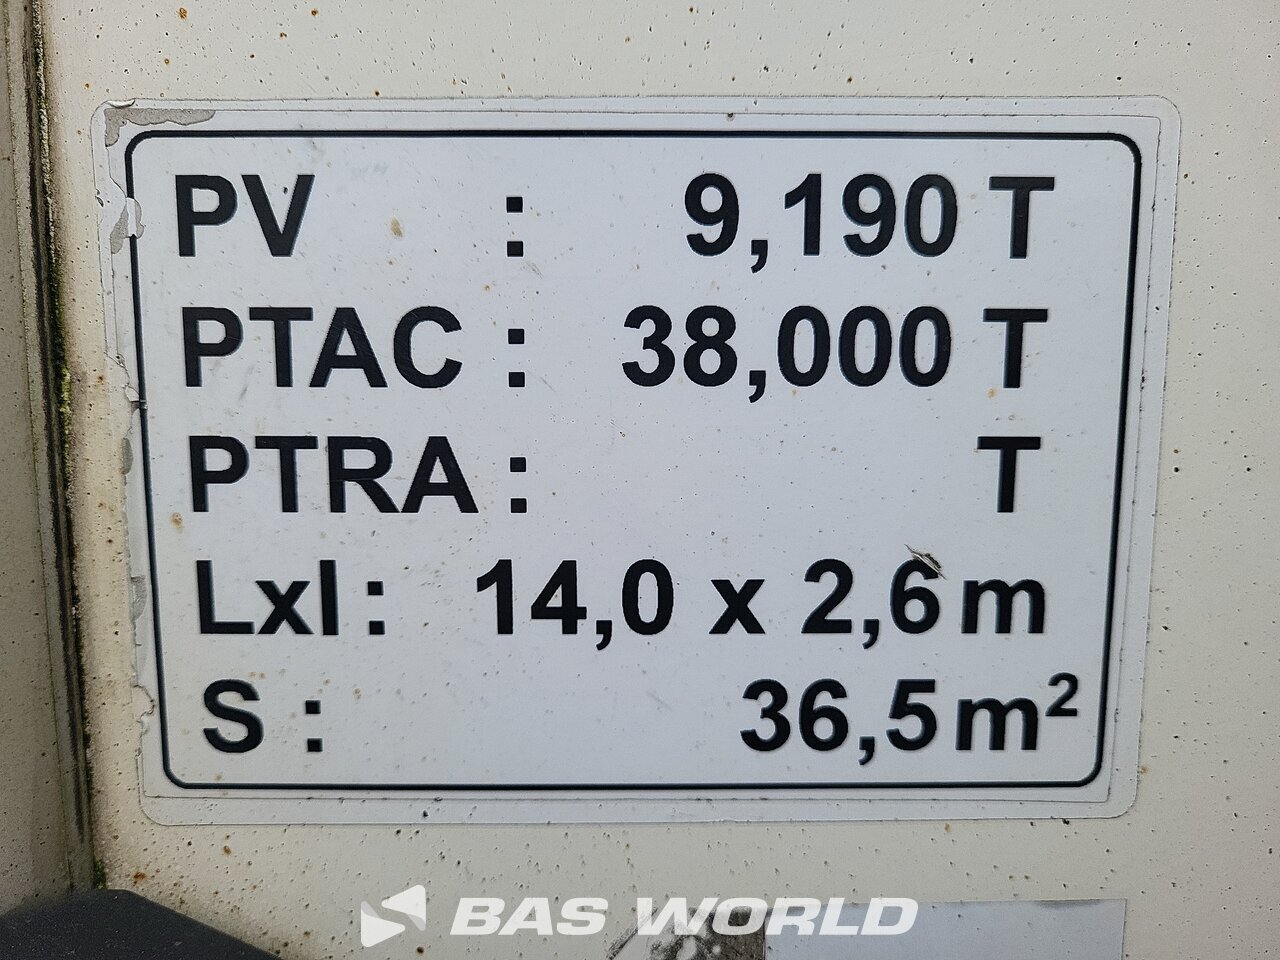 PV : 9,190 T
PTAC : 38,000 T
PTRA : T
Lxl : 14,0 x 2,6 m
S : 36,5 m²
BAS WORLD